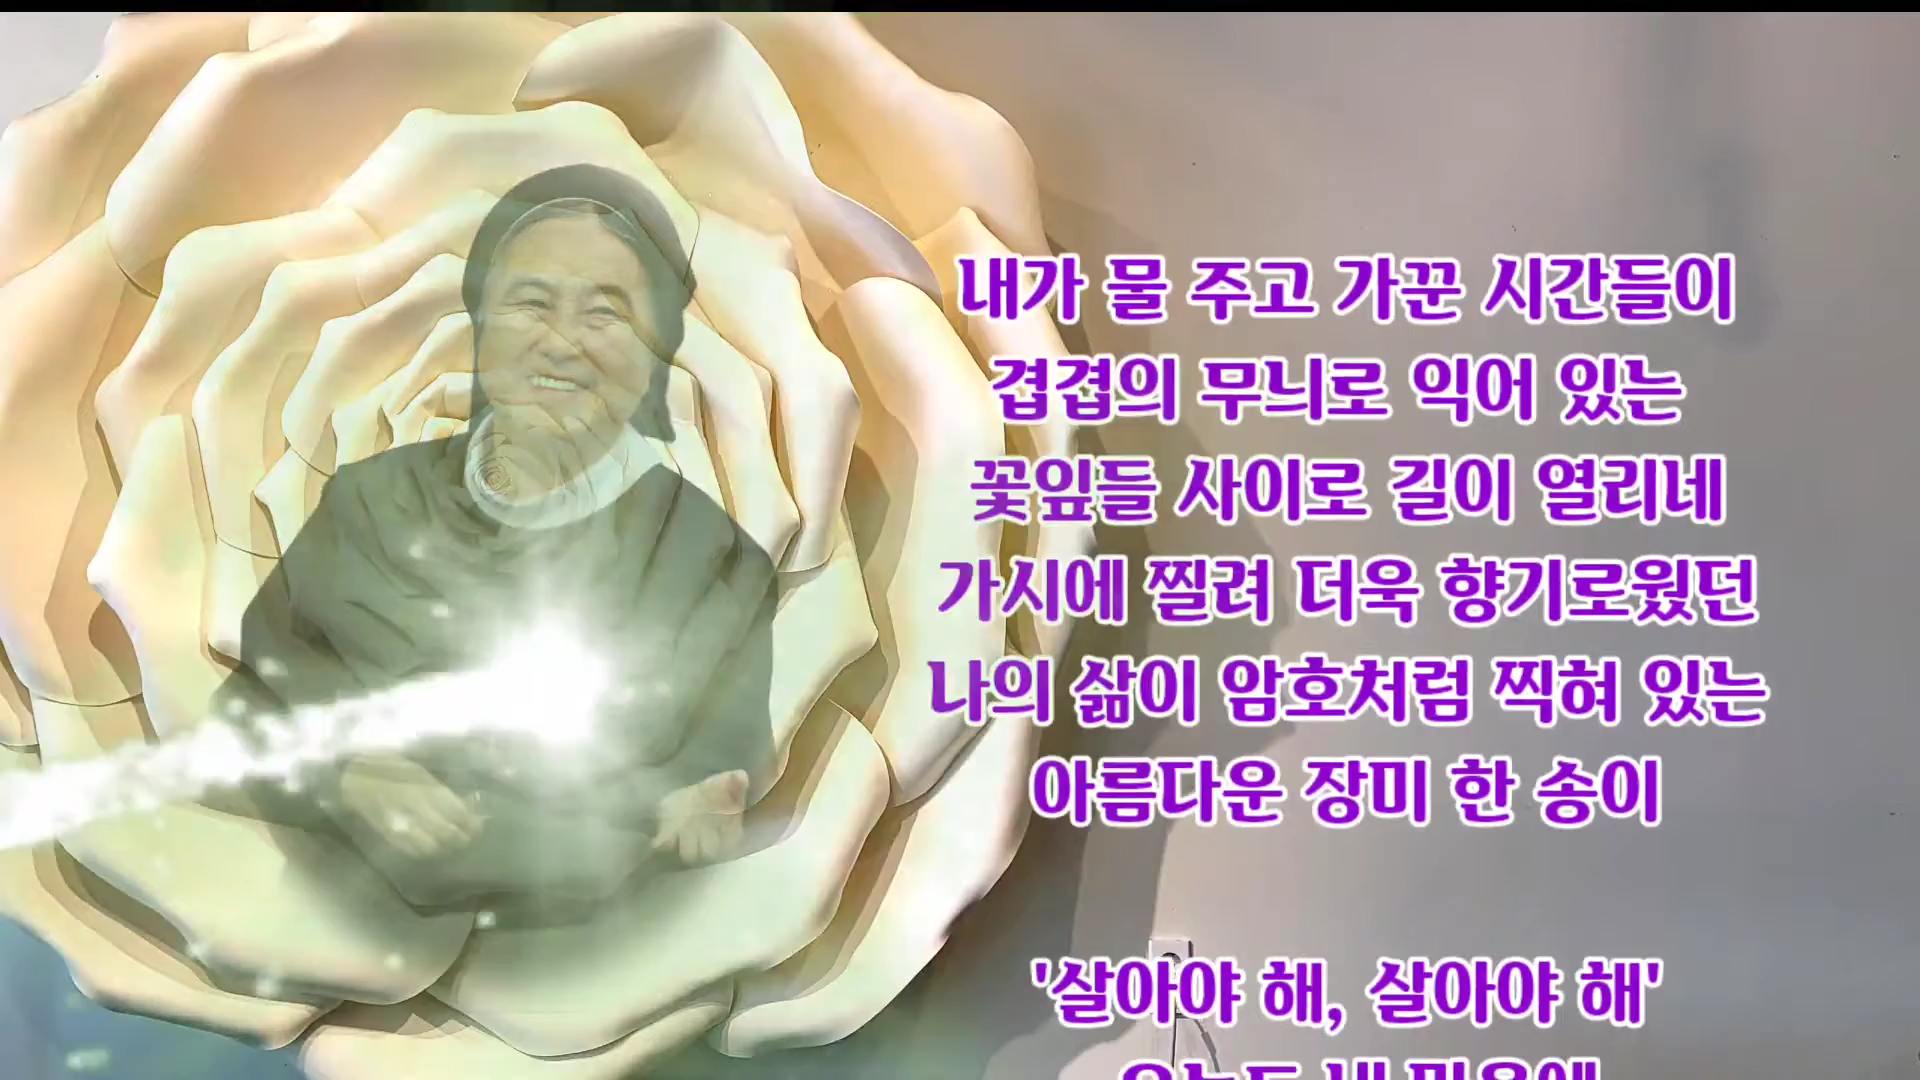 내가 물 주고 가꾼 시간들이
겹겹의 무늬로 익어 있는
꽃잎들 사이로 길이 열리네
가시에 찔려 더욱 향기로웠던
나의 삶이 암호처럼 찍혀 있는
아름다운 장미 한 송이
'살아야 해, 살아야 해'